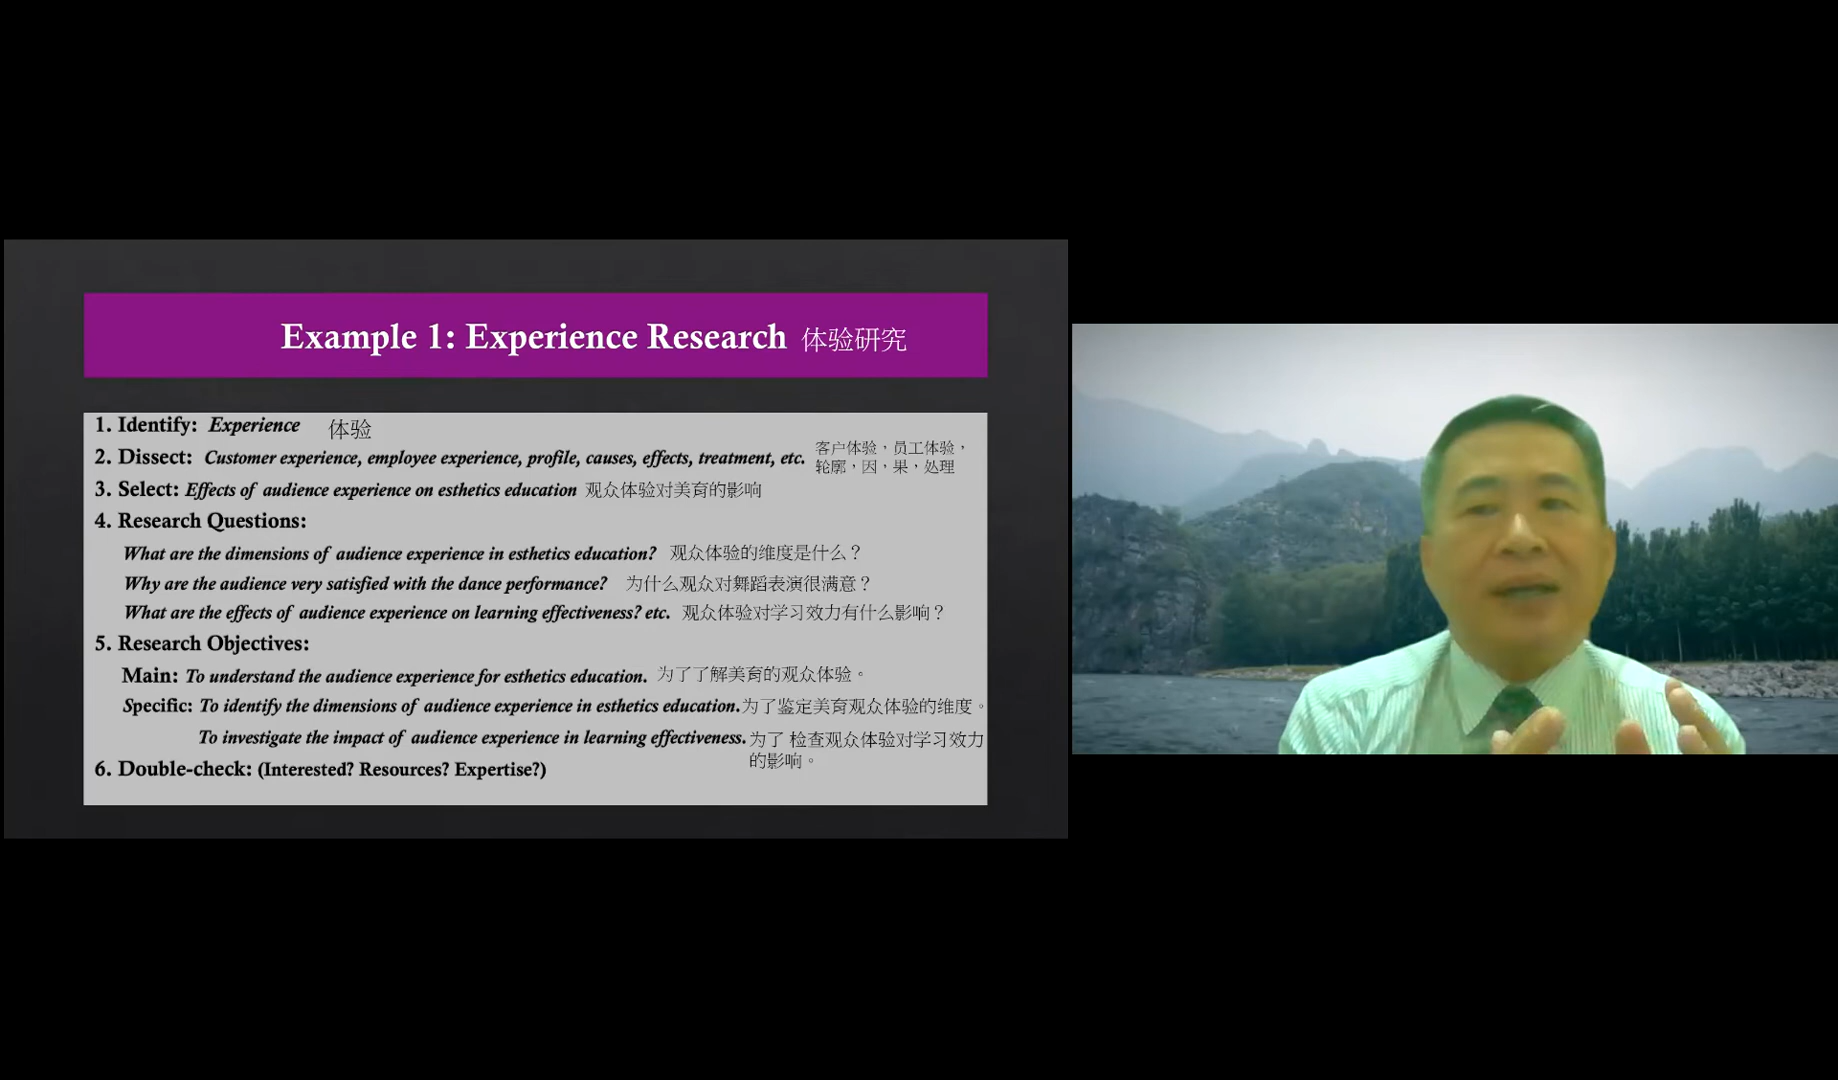 Example 1: Experience Research 体验研究
1. Identify: Experience 体验
2. Dissect: Customer experience, employee experience, profile, causes, effects, treatment, etc. 客户体验，员工体验，
轮廓，因，果，处理
3. Select: Effects of audience experience on esthetics education 观众体验对美育的影响
4. Research Questions:
What are the dimensions of audience experience in esthetics education? 观众体验的维度是什么？
Why are the audience very satisfied with the dance performance? 为什么观众对舞蹈表演很满意？
What are the effects of audience experience on learning effectiveness? etc. 观众体验对学习效力有什么影响？
5. Research Objectives:
Main: To understand the audience experience for esthetics education. 为了了解美育的观众体验。
Specific: To identify the dimensions of audience experience in esthetics education. 为了鉴定美育观众体验的维度。
To investigate the impact of audience experience in learning effectiveness. 为了 检查观众体验对学习效力
的影响。
6. Double-check: (Interested? Resources? Expertise?)